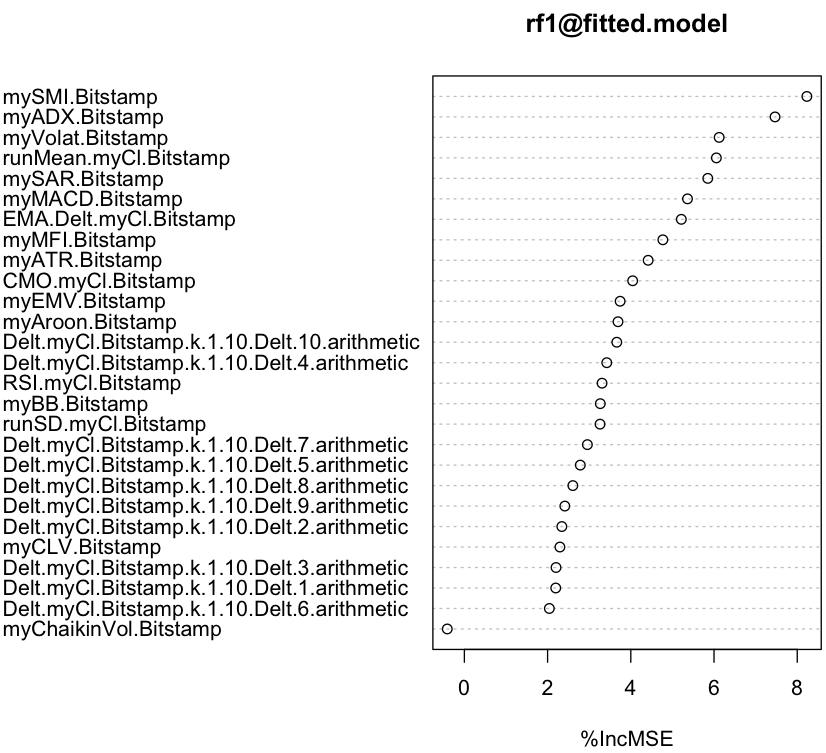 rf1@fitted.model
mySMI.Bitstamp
myADX.Bitstamp
myVolat.Bitstamp
runMean.myCl.Bitstamp
mySAR.Bitstamp
myMACD.Bitstamp
EMA.Delt.myCl.Bitstamp
myMFI.Bitstamp
myATR.Bitstamp
CMO.myCl.Bitstamp
myEMV.Bitstamp
myAroon.Bitstamp
Delt.myCl.Bitstamp.k.1.10.Delt.10.arithmetic
Delt.myCl.Bitstamp.k.1.10.Delt.4.arithmetic
RSI.myCl.Bitstamp
myBB.Bitstamp
runSD.myCl.Bitstamp
Delt.myCl.Bitstamp.k.1.10.Delt.7.arithmetic
Delt.myCl.Bitstamp.k.1.10.Delt.5.arithmetic
Delt.myCl.Bitstamp.k.1.10.Delt.8.arithmetic
Delt.myCl.Bitstamp.k.1.10.Delt.9.arithmetic
Delt.myCl.Bitstamp.k.1.10.Delt.2.arithmetic
myCLV.Bitstamp
Delt.myCl.Bitstamp.k.1.10.Delt.3.arithmetic
Delt.myCl.Bitstamp.k.1.10.Delt.1.arithmetic
Delt.myCl.Bitstamp.k.1.10.Delt.6.arithmetic
myChaikinVol.Bitstamp
0 2 4 6 8
%IncMSE